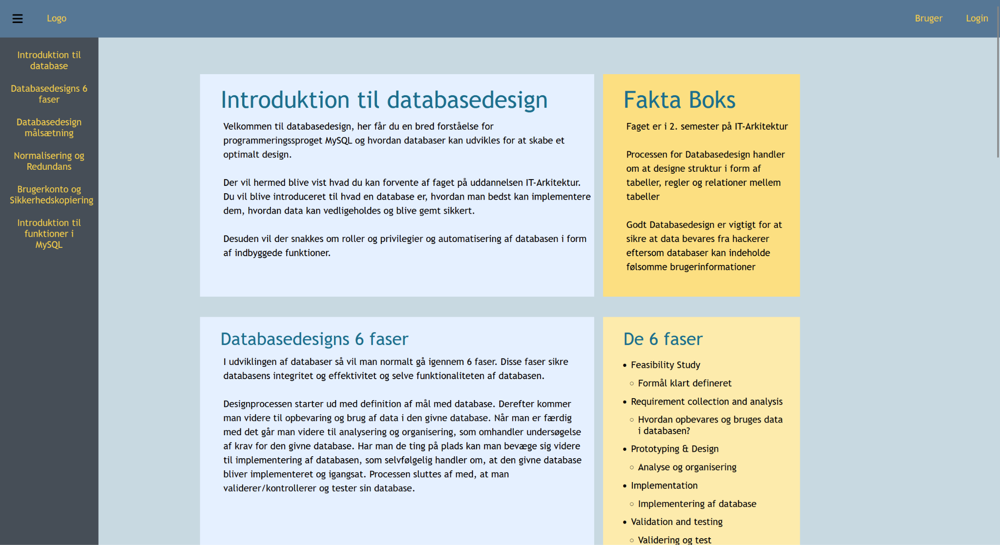 Logo
Bruger
Login
Introduktion til
database
Databasedesigns 6
faser
Databasedesign
målsætning
Normalisering og
Redundans
Brugerkonto og
Sikkerhedskopiering
Introduktion til
funktioner i
MySQL
Introduktion til databasedesign
Velkommen til databasedesign, her får du en bred forståelse for
programmeringssproget MySQL og hvordan databaser kan udvikles for at skabe et
optimalt design.
Der vil hermed blive vist hvad du kan forvente af faget på uddannelsen IT-Arkitektur.
Du vil blive introduceret til hvad en database er, hvordan man bedst kan implementere
dem, hvordan data kan vedligeholdes og blive gemt sikkert.
Desuden vil der snakkes om roller og privilegier og automatisering af databasen i form
af indbyggede funktioner.
Fakta Boks
Faget er i 2. semester på IT-Arkitektur
Processen for Databasedesign handler
om at designe struktur i form af
tabeller, regler og relationer mellem
tabeller
Godt Databasedesign er vigtigt for at
sikre at data bevares fra hackerer
eftersom databaser kan indeholde
følsomme brugerinformationer
Databasedesigns 6 faser
I udviklingen af databaser så vil man normalt gå igennem 6 faser. Disse faser sikre
databasens integritet og effektivitet og selve funktionaliteten af databasen.
Designprocessen starter ud med definition af mål med database. Derefter kommer
man videre til opbevaring og brug af data i den givne database. Når man er færdig
med det går man videre til analysering og organisering, som omhandler undersøgelse
af krav for den givne database. Har man de ting på plads kan man bevæge sig videre
til implementering af databasen, som selvfølgelig handler om, at den givne database
bliver implementeret og igangsat. Processen sluttes af med, at man
validerer/kontrollerer og tester sin database.
De 6 faser
• Feasibility Study
○ Formål klart defineret
• Requirement collection and analysis
○ Hvordan opbevares og bruges data
i databasen?
• Prototyping & Design
○ Analyse og organisering
• Implementation
○ Implementering af database
• Validation and testing
○ Validering og test